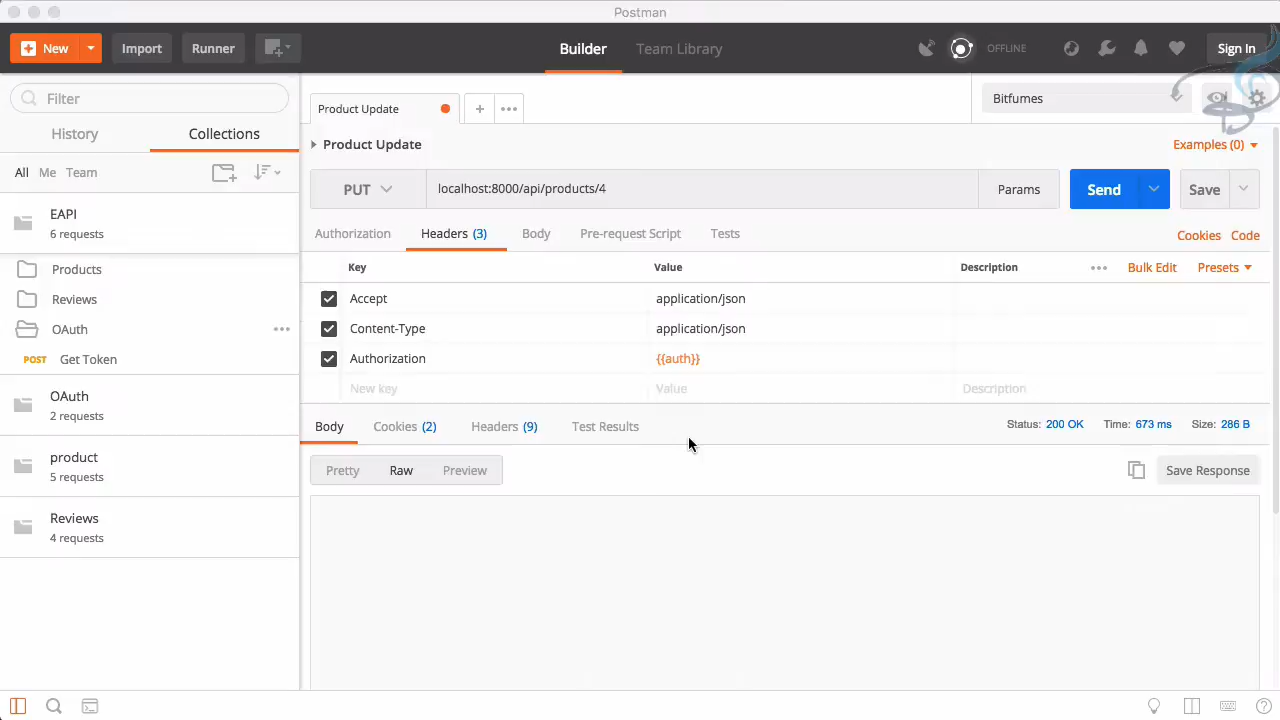 Postman
New
Import
Runner
Builder
Team Library
OFFLINE
Sign In
Filter
History
Collections
All Me Team
EAPI
6 requests
Products
Reviews
OAuth
POST Get Token
OAuth
2 requests
product
5 requests
Reviews
4 requests
Product Update
Bitfumes
Product Update
Examples (0)
PUT
localhost:8000/api/products/4
Params
Send
Save
Authorization
Headers (3)
Body
Pre-request Script
Tests
Cookies
Code
Key Value Description
Bulk Edit
Presets
Accept application/json
Content-Type application/json
Authorization {{auth}}
New key Value Description
Body
Cookies (2)
Headers (9)
Test Results
Status: 200 OK
Time: 673 ms
Size: 286 B
Pretty Raw Preview
Save Response